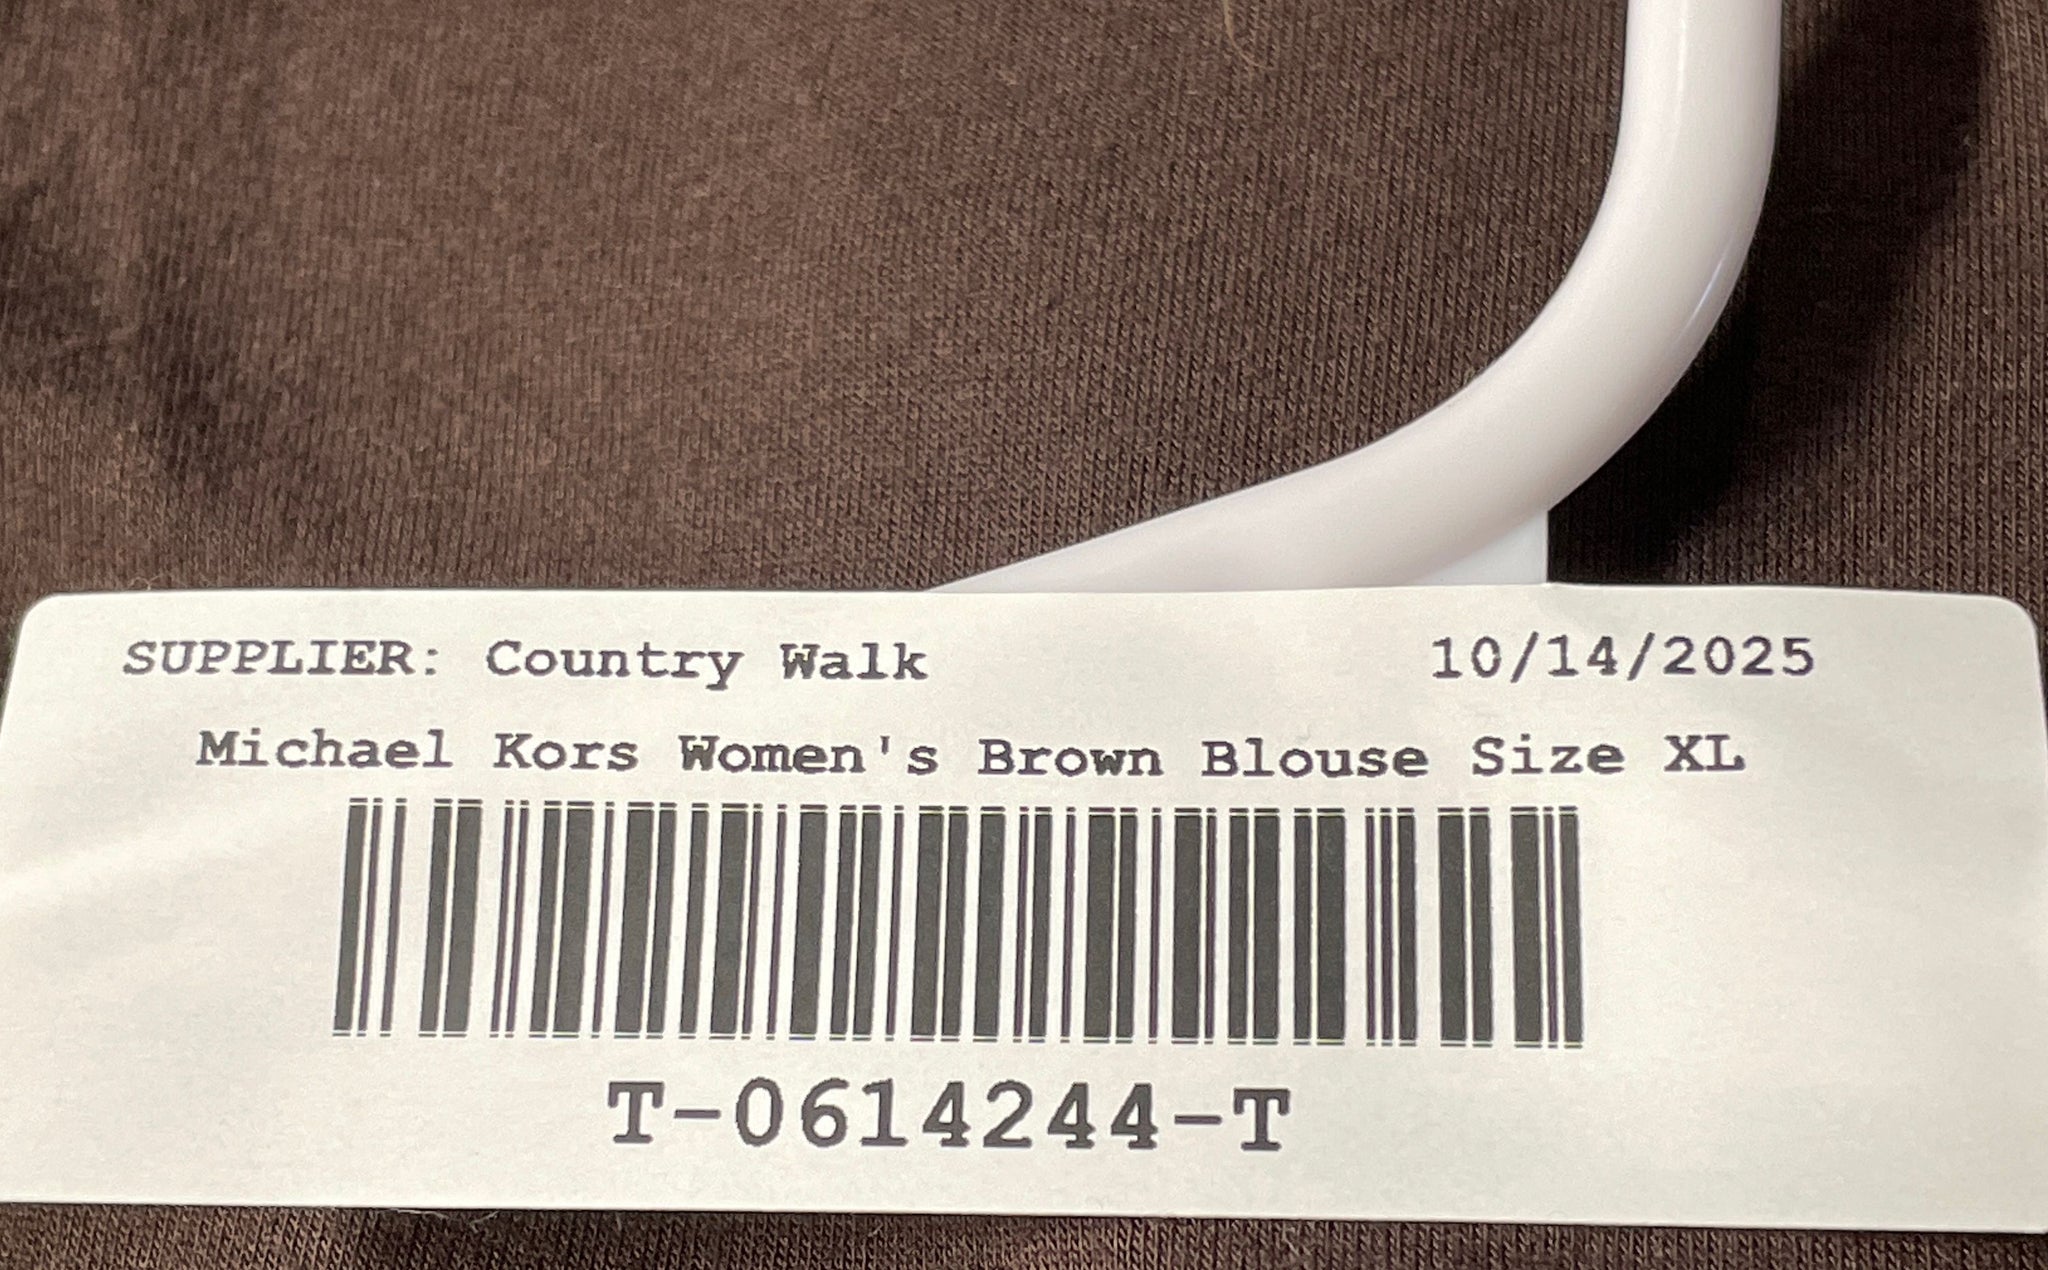 SUPPLIER: Country Walk 10/14/2025
Michael Kors Women's Brown Blouse Size XL
T-0614244-T